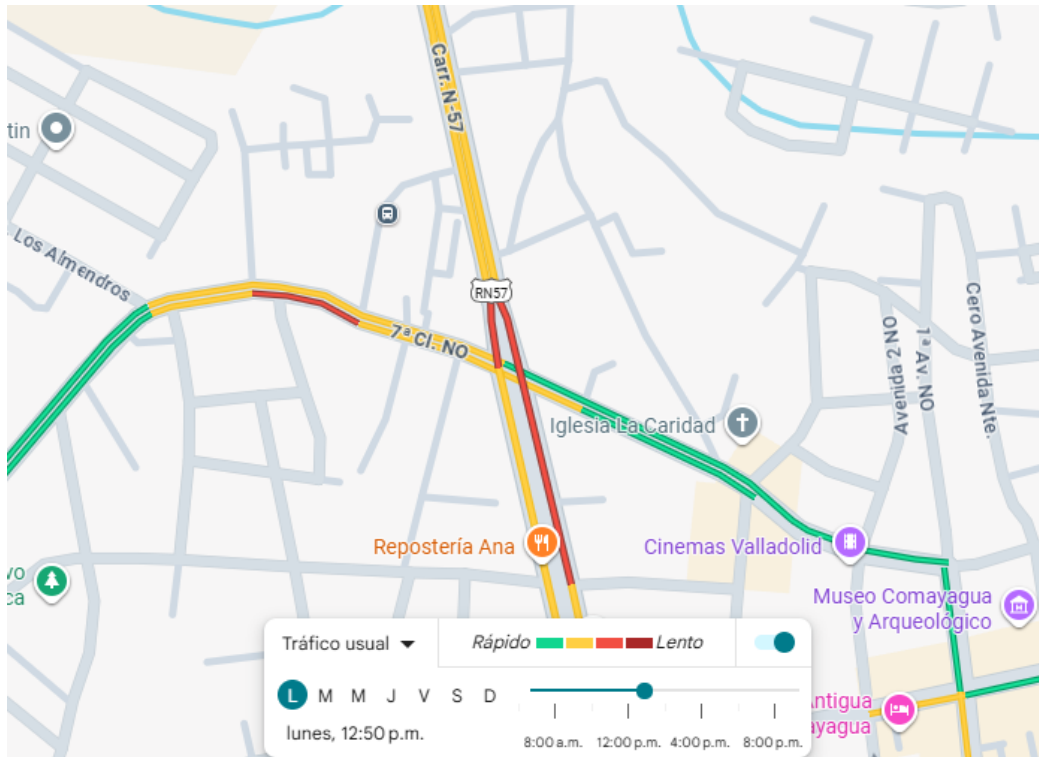 Carr. N-57
tin
Los Almendros
RN57
7ª Cl. NO
Avenida 2 NO
1ª Av. NO
Cero Avenida Nte.
Iglesia La Caridad
Repostería Ana
Cinemas Valladolid
vo
ca
Museo Comayagua
y Arqueológico
Antigua
ayagua
Tráfico usual
Rápido
Lento
L M M J V S D
lunes, 12:50 p.m.
8:00 a.m. 12:00 p.m. 4:00 p.m. 8:00 p.m.